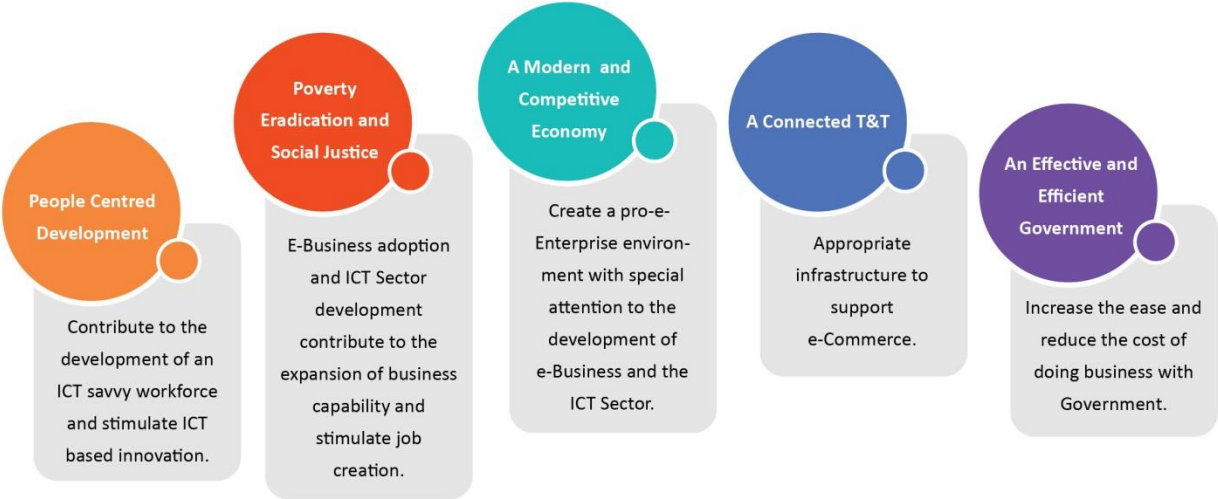 People Centred
Development
Contribute to the
development of an
ICT savvy workforce
and stimulate ICT
based innovation.
Poverty
Eradication and
Social Justice
E-Business adoption
and ICT Sector
development
contribute to the
expansion of business
capability and
stimulate job
creation.
A Modern and
Competitive
Economy
Create a pro-e-
Enterprise environ-
ment with special
attention to the
development of
e-Business and the
ICT Sector.
A Connected T&T
Appropriate
infrastructure to
support
e-Commerce.
An Effective and
Efficient
Government
Increase the ease and
reduce the cost of
doing business with
Government.